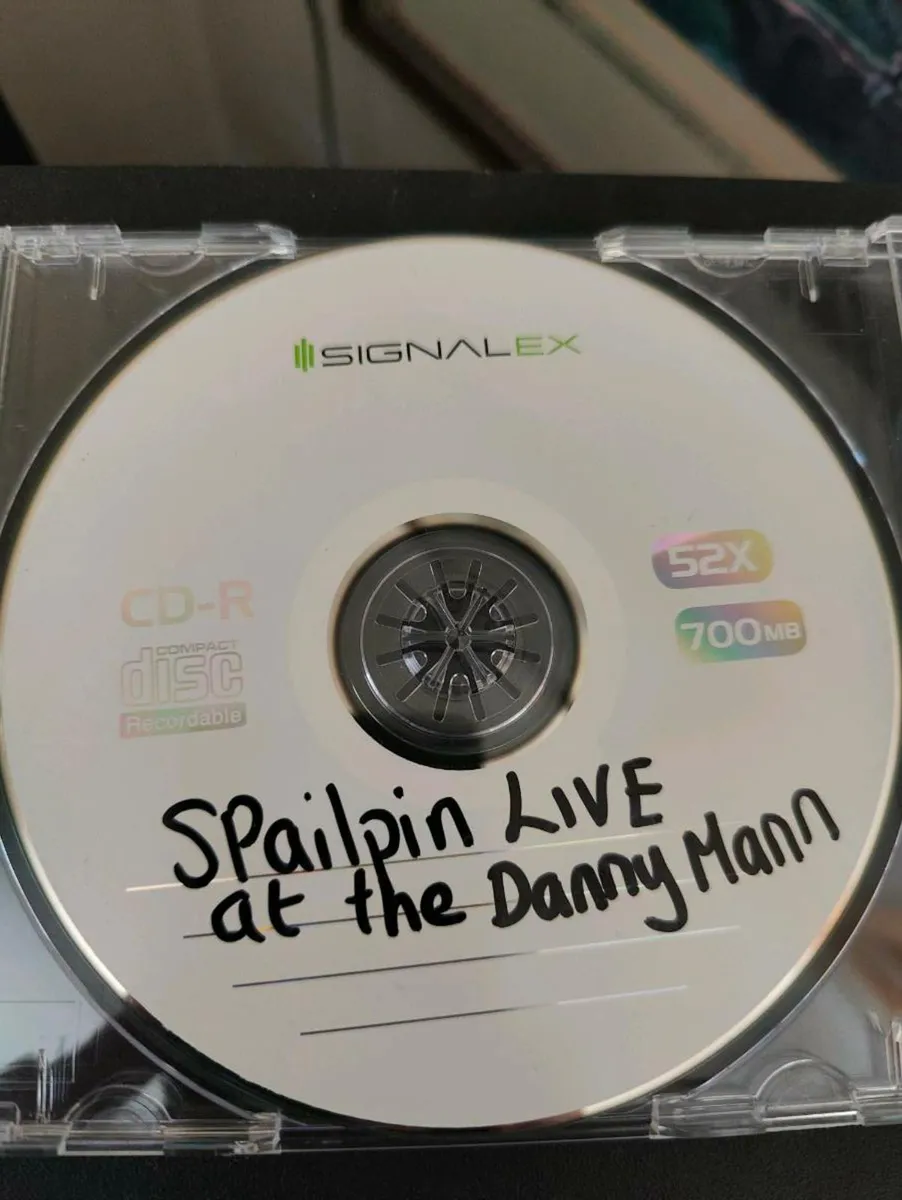 SIGNALEX
52X
CD-R
700MB
COMPACT
disc
Recordable
SPailpin LIVE
at the Danny Mann